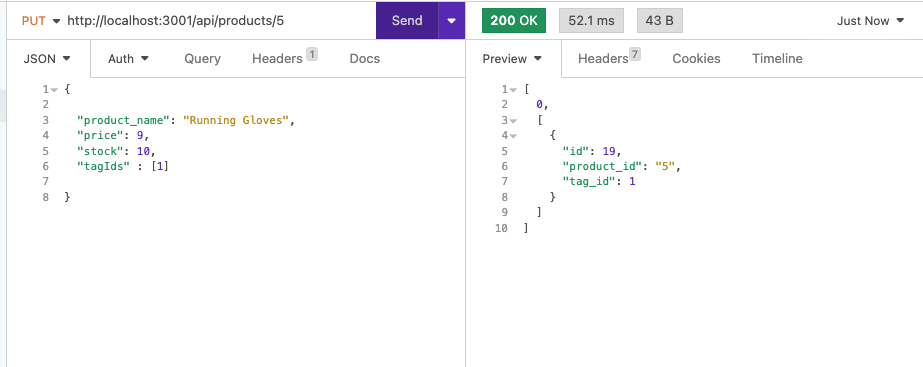 PUT http://localhost:3001/api/products/5 Send 200 OK 52.1 ms 43 B Just Now
JSON Auth Query Headers 1 Docs Preview Headers 7 Cookies Timeline
1 {
2
3 "product_name": "Running Gloves",
4 "price": 9,
5 "stock": 10,
6 "tagIds" : [1]
7
8 }
1 [
2 0,
3 [
4 {
5 "id": 19,
6 "product_id": "5",
7 "tag_id": 1
8 }
9 ]
10 ]